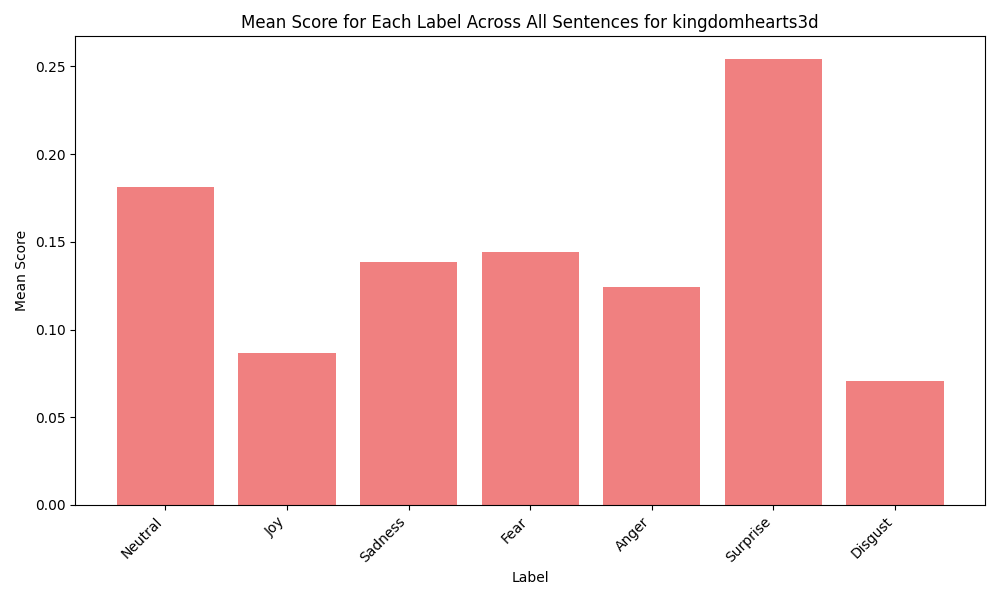 Mean Score for Each Label Across All Sentences for kingdomhearts3d
Mean Score
0.25
0.20
0.15
0.10
0.05
0.00
Neutral
Joy
Sadness
Fear
Anger
Surprise
Disgust
Label